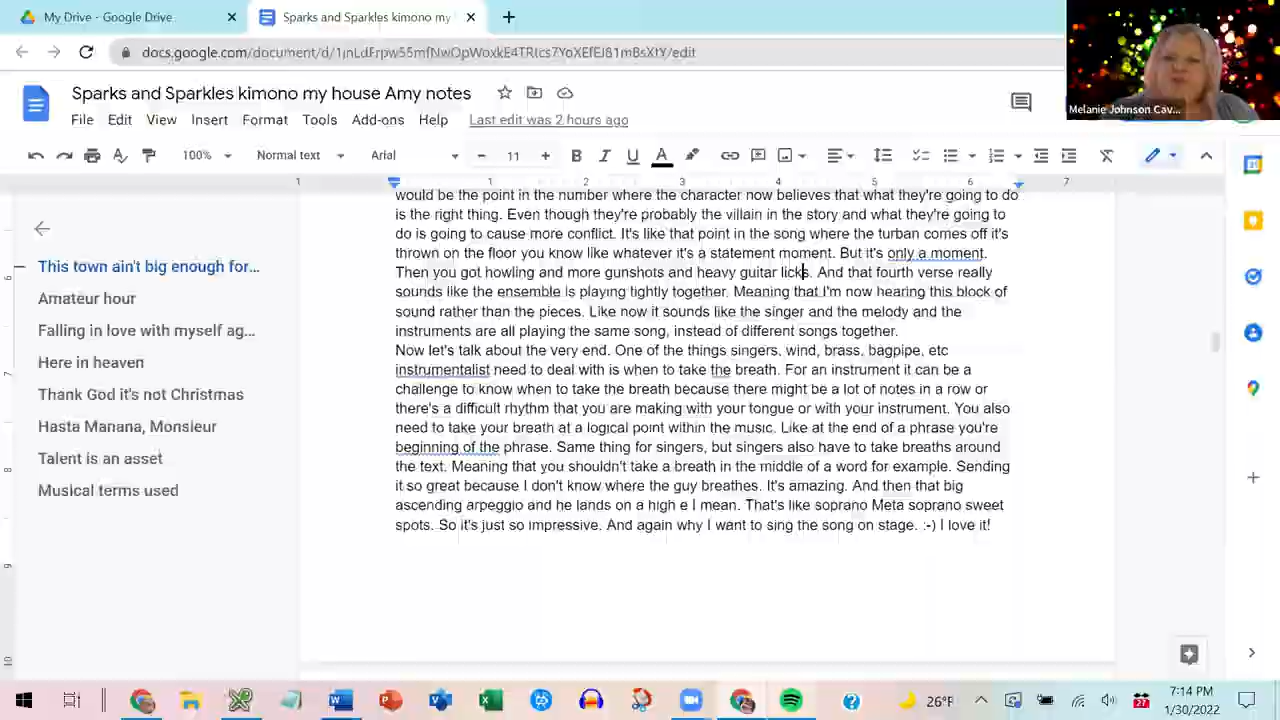 My Drive - Google Drive
Sparks and Sparkles kimono my
Sparks and Sparkles kimono my house Amy notes
File Edit View Insert Format Tools Add-ons Help Last edit was 2 hours ago
100% Normal text Arial 11
1 1 2 3 4 5 6 7
would be the point in the number where the character now believes that what they're going to do
is the right thing. Even though they're probably the villain in the story and what they're going to
do is going to cause more conflict. It's like that point in the song where the turban comes off it's
thrown on the floor you know like whatever it's a statement moment. But it's only a moment.
Then you got howling and more gunshots and heavy guitar licks. And that fourth verse really
sounds like the ensemble is playing tightly together. Meaning that I'm now hearing this block of
sound rather than the pieces. Like now it sounds like the singer and the melody and the
instruments are all playing the same song, instead of different songs together.
Now let's talk about the very end. One of the things singers, wind, brass, bagpipe, etc
instrumentalist need to deal with is when to take the breath. For an instrument it can be a
challenge to know when to take the breath because there might be a lot of notes in a row or
there's a difficult rhythm that you are making with your tongue or with your instrument. You also
need to take your breath at a logical point within the music. Like at the end of a phrase you're
beginning of the phrase. Same thing for singers, but singers also have to take breaths around
the text. Meaning that you shouldn't take a breath in the middle of a word for example. Sending
it so great because I dont know where the guy breathes. It's amazing. And then that big
ascending arpeggio and he lands on a high e I mean. That's like soprano Meta soprano sweet
spots. So it's just so impressive. And again why I want to sing the song on stage. :-) I love it!
This town ain't big enough for...
Amateur hour
Falling in love with myself ag...
Here in heaven
Thank God it's not Christmas
Hasta Manana, Monsieur
Talent is an asset
Musical terms used
Melanie Johnson Cav...
26°F
7:14 PM
1/30/2022
27